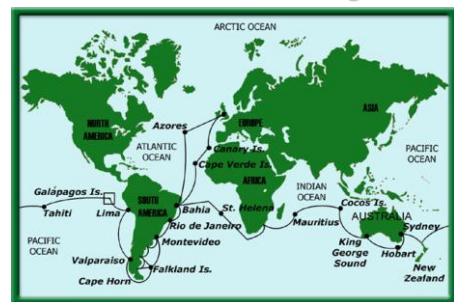 ARCTIC OCEAN
NORTH
AMERICA
Azores
EUROPE
ASIA
ATLANTIC
OCEAN
Canary Is.
Cape Verde Is.
PACIFIC
OCEAN
AFRICA
INDIAN
OCEAN
Galápagos Is.
Tahiti
Lima
SOUTH
AMERICA
Bahia
St. Helena
Rio de Janeiro
Mauritius
Cocos Is.
AUSTRALIA
Sydney
PACIFIC
OCEAN
Montevideo
Valparaiso
Cape Horn
Falkland Is.
King
George
Sound
Hobart
New
Zealand